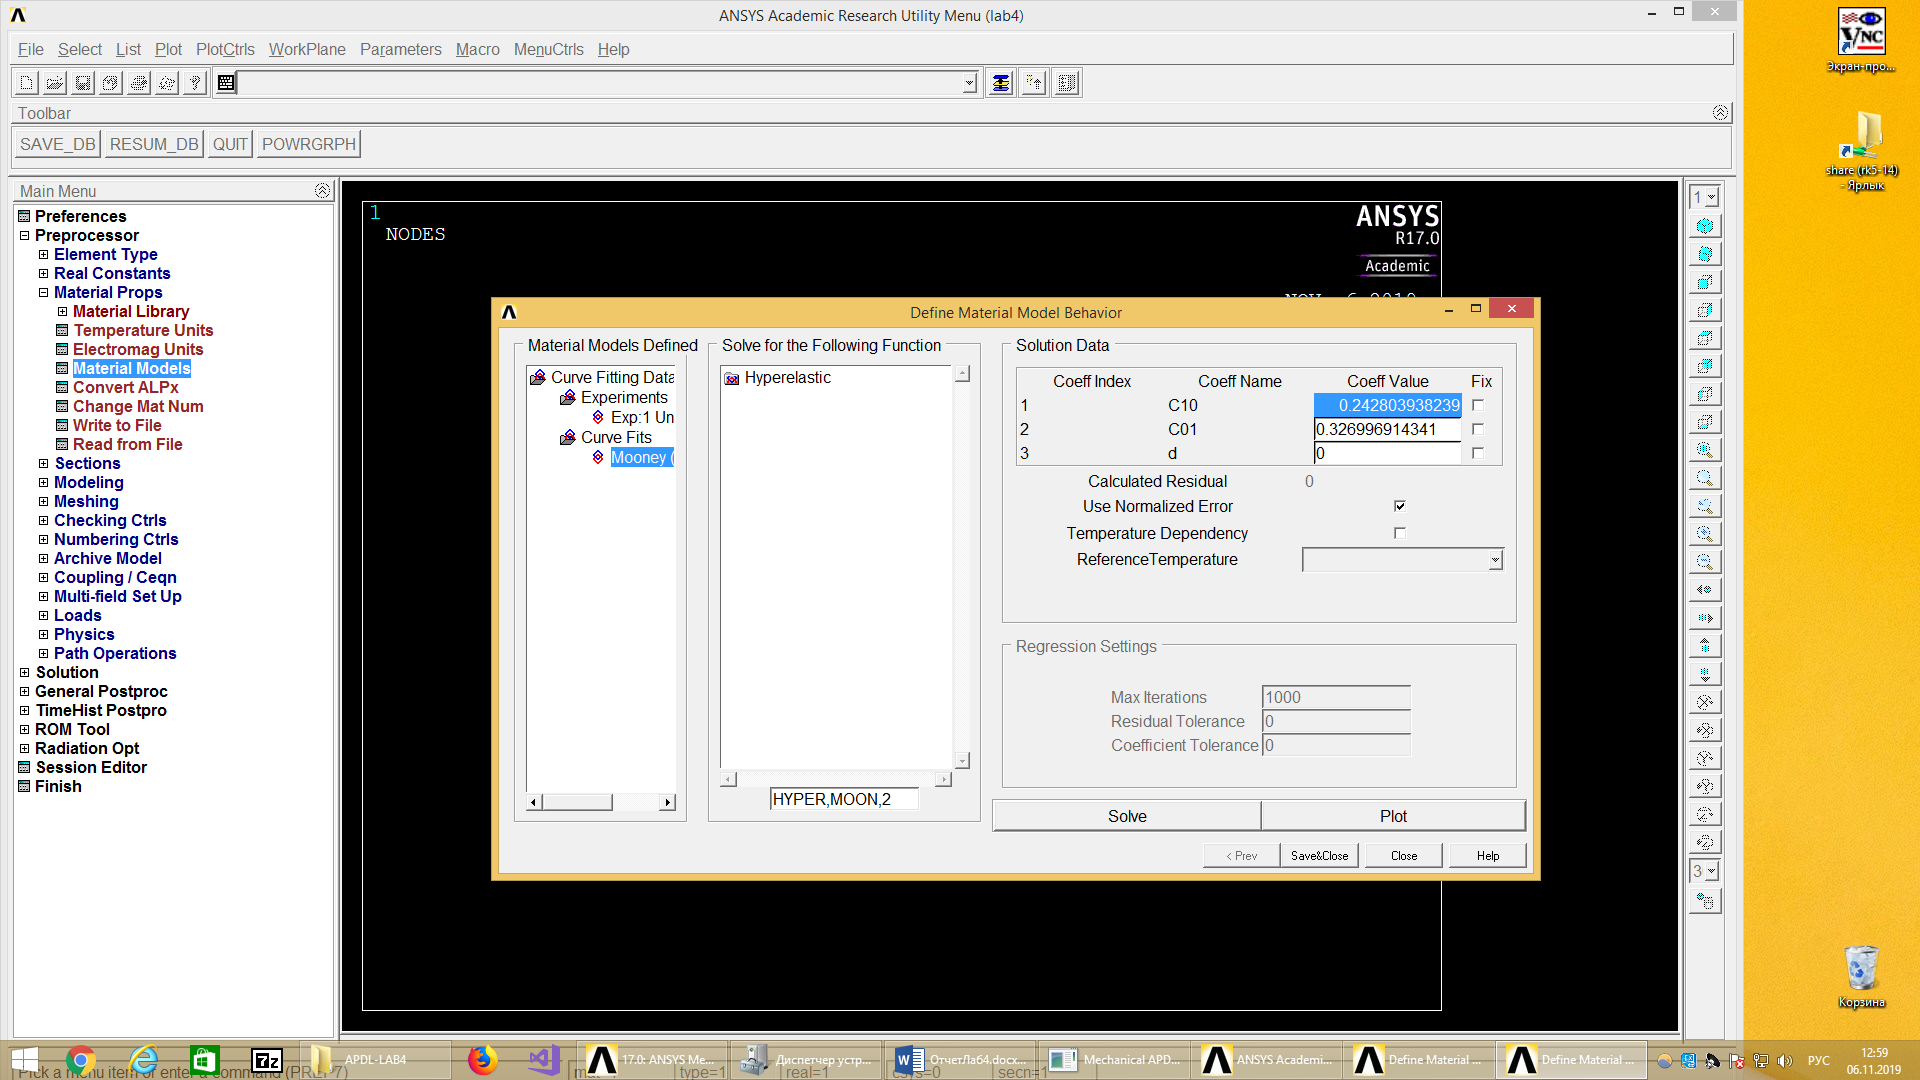 ANSYS Academic Research Utility Menu (lab4)
File Select List Plot PlotCtrls WorkPlane Parameters Macro MenuCtrls Help
Toolbar
SAVE_DB RESUM_DB QUIT POWRGRPH
Main Menu
Preferences
Preprocessor
Element Type
Real Constants
Material Props
Material Library
Temperature Units
Electromag Units
Material Models
Convert ALPx
Change Mat Num
Write to File
Read from File
Sections
Modeling
Meshing
Checking Ctrls
Numbering Ctrls
Archive Model
Coupling / Ceqn
Multi-field Set Up
Loads
Physics
Path Operations
Solution
General Postproc
TimeHist Postpro
ROM Tool
Radiation Opt
Session Editor
Finish
1
NODES
ANSYS
R17.0
Academic
Define Material Model Behavior
Material Models Defined
Curve Fitting Data
Experiments
Exp:1 Un
Curve Fits
Mooney (
Solve for the Following Function
Hyperelastic
HYPER,MOON,2
Solution Data
Coeff Index Coeff Name Coeff Value Fix
1 C10 0.242803938239
2 C01 0.326996914341
3 d 0
Calculated Residual 0
Use Normalized Error
Temperature Dependency
ReferenceTemperature
Regression Settings
Max Iterations 1000
Residual Tolerance 0
Coefficient Tolerance 0
Solve Plot
< Prev Save&Close Close Help
1
3
Экран-про...
share (rk5-14)
- Ярлык
Корзина
Pick a menu item or enter a command (PREP7) mat=1 type=1 real=1 csys=0 secn=1
APDL-LAB4 17.0: ANSYS Me... Диспетчер устр... ОтчетЛаб4.docx... Mechanical APD... ANSYS Academi... Define Material ... Define Material ...
РУС
12:59
06.11.2019